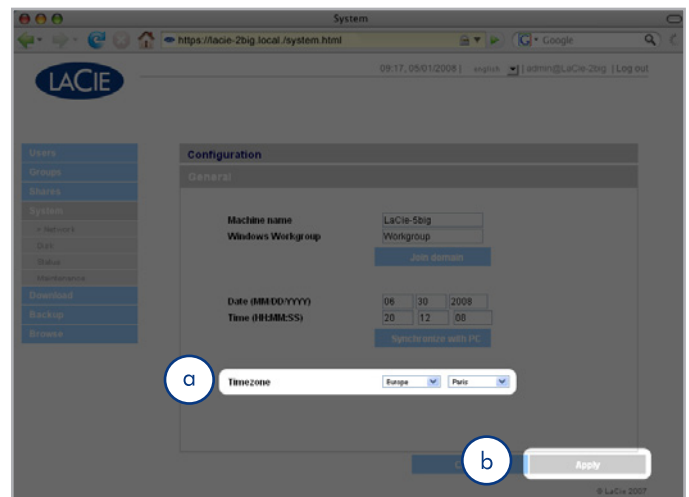 System
https://lacie-2big.local./system.html
Google
LACIE
09:17, 05/01/2008 | english | admin@LaCie-2big | Log out
Users
Groups
Shares
System
> Network
Disk
Status
Maintenance
Download
Backup
Browse
Configuration
General
Machine name LaCie-5big
Windows Workgroup Workgroup
Join domain
Date (MM/DD/YYYY) 06 30 2008
Time (HH:MM:SS) 20 12 08
Synchronize with PC
a Timezone Europe Paris
b Apply
© LaCie 2007